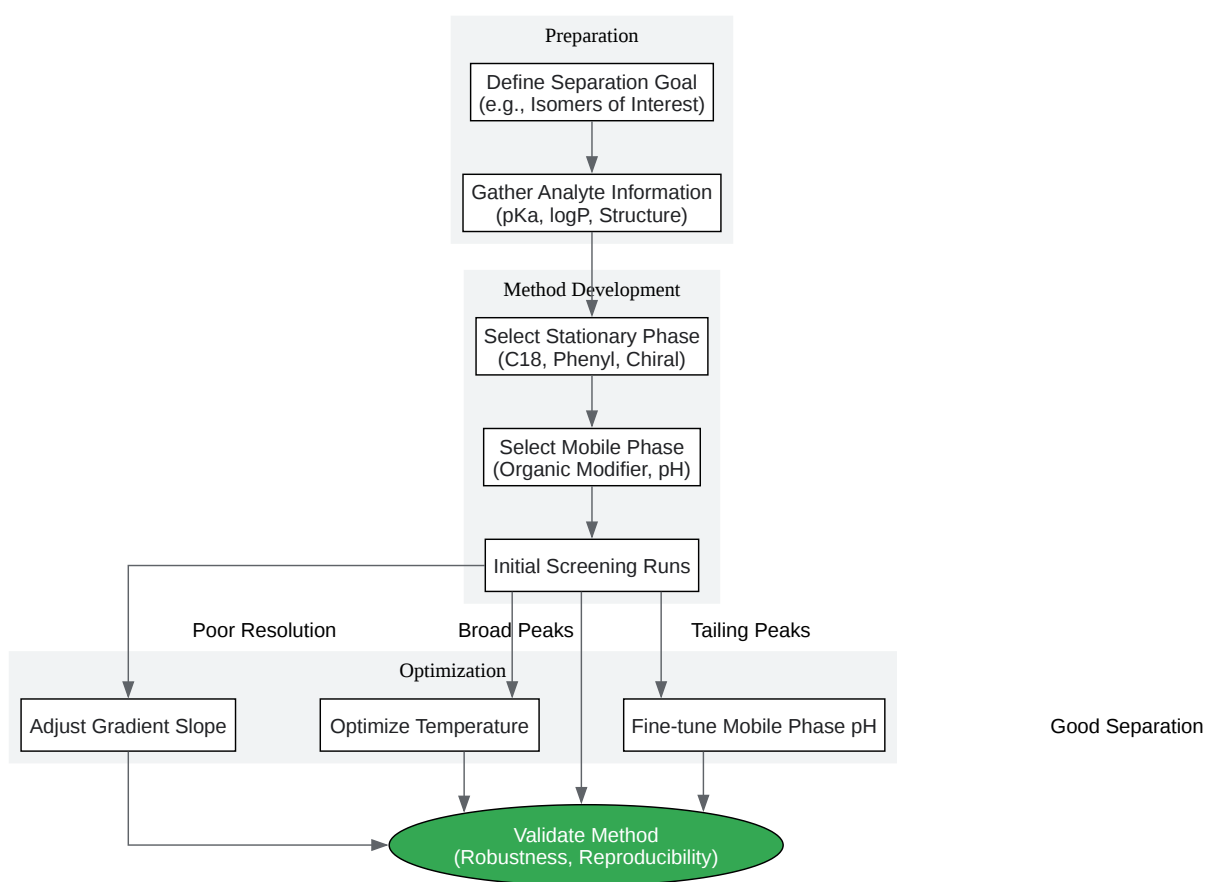 Preparation
Define Separation Goal
(e.g., Isomers of Interest)
Gather Analyte Information
(pKa, logP, Structure)
Method Development
Select Stationary Phase
(C18, Phenyl, Chiral)
Select Mobile Phase
(Organic Modifier, pH)
Initial Screening Runs
Poor Resolution
Broad Peaks
Tailing Peaks
Optimization
Adjust Gradient Slope
Optimize Temperature
Fine-tune Mobile Phase pH
Good Separation
Validate Method
(Robustness, Reproducibility)